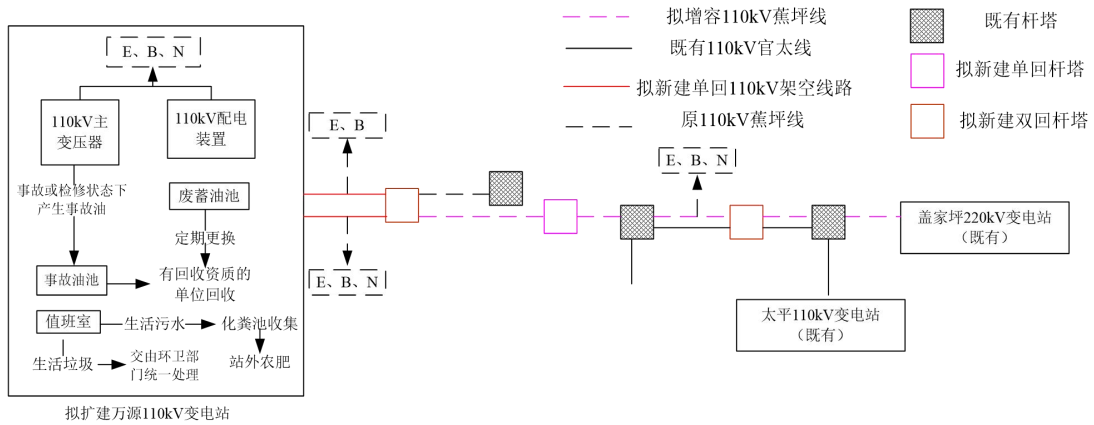 E、B、N
110kV主
变压器
110kV配电
装置
事故或检修状态下
产生事故油
废蓄油池
定期更换
事故油池
有回收资质的
单位回收
值班室
生活污水
化粪池收集
生活垃圾
交由环卫部
门统一处理
站外农肥
拟扩建万源110kV变电站
E、B
E、B、N
拟增容110kV蕉坪线
既有110kV官太线
拟新建单回110kV架空线路
原110kV蕉坪线
既有杆塔
拟新建单回杆塔
拟新建双回杆塔
E、B、N
盖家坪220kV变电站
（既有）
太平110kV变电站
（既有）